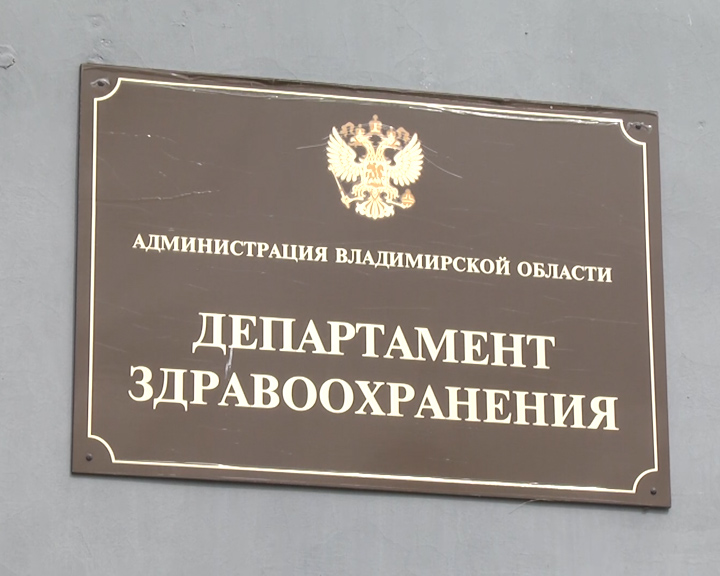 АДМИНИСТРАЦИЯ ВЛАДИМИРСКОЙ ОБЛАСТИ
ДЕПАРТАМЕНТ
ЗДРАВООХРАНЕНИЯ